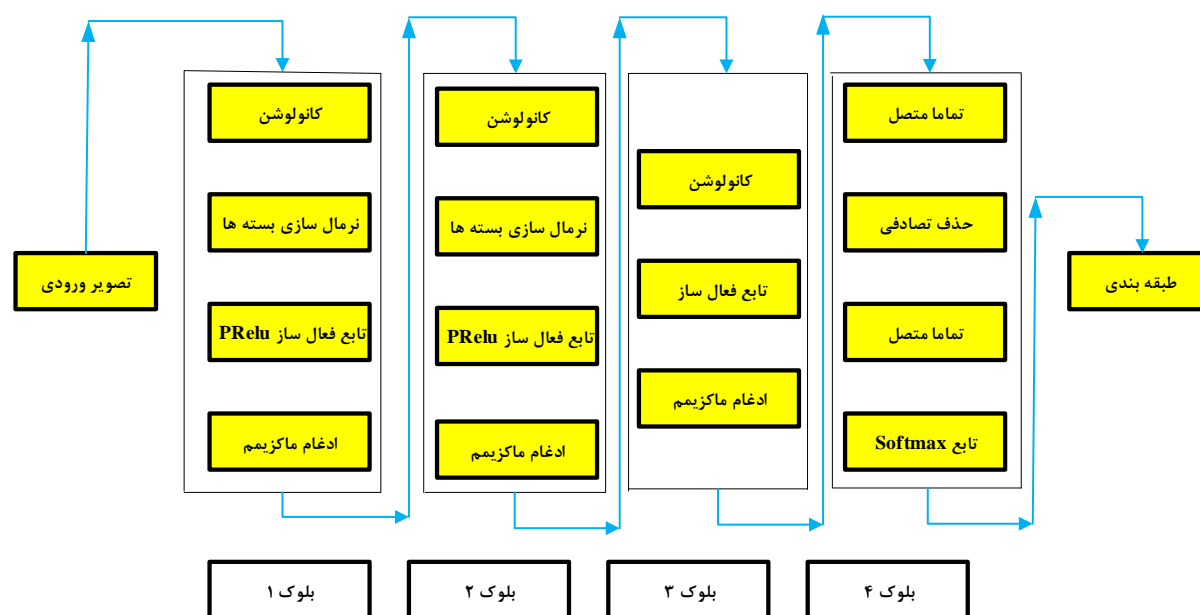 تصویر ورودی
کانولوشن
نرمال سازی بسته ها
تابع فعال ساز PRelu
ادغام ماکزیمم
کانولوشن
نرمال سازی بسته ها
تابع فعال ساز PRelu
ادغام ماکزیمم
کانولوشن
تابع فعال ساز
ادغام ماکزیمم
تماما متصل
حذف تصادفی
تماما متصل
تابع Softmax
طبقه بندی
بلوک ۱
بلوک ۲
بلوک ۳
بلوک ۴